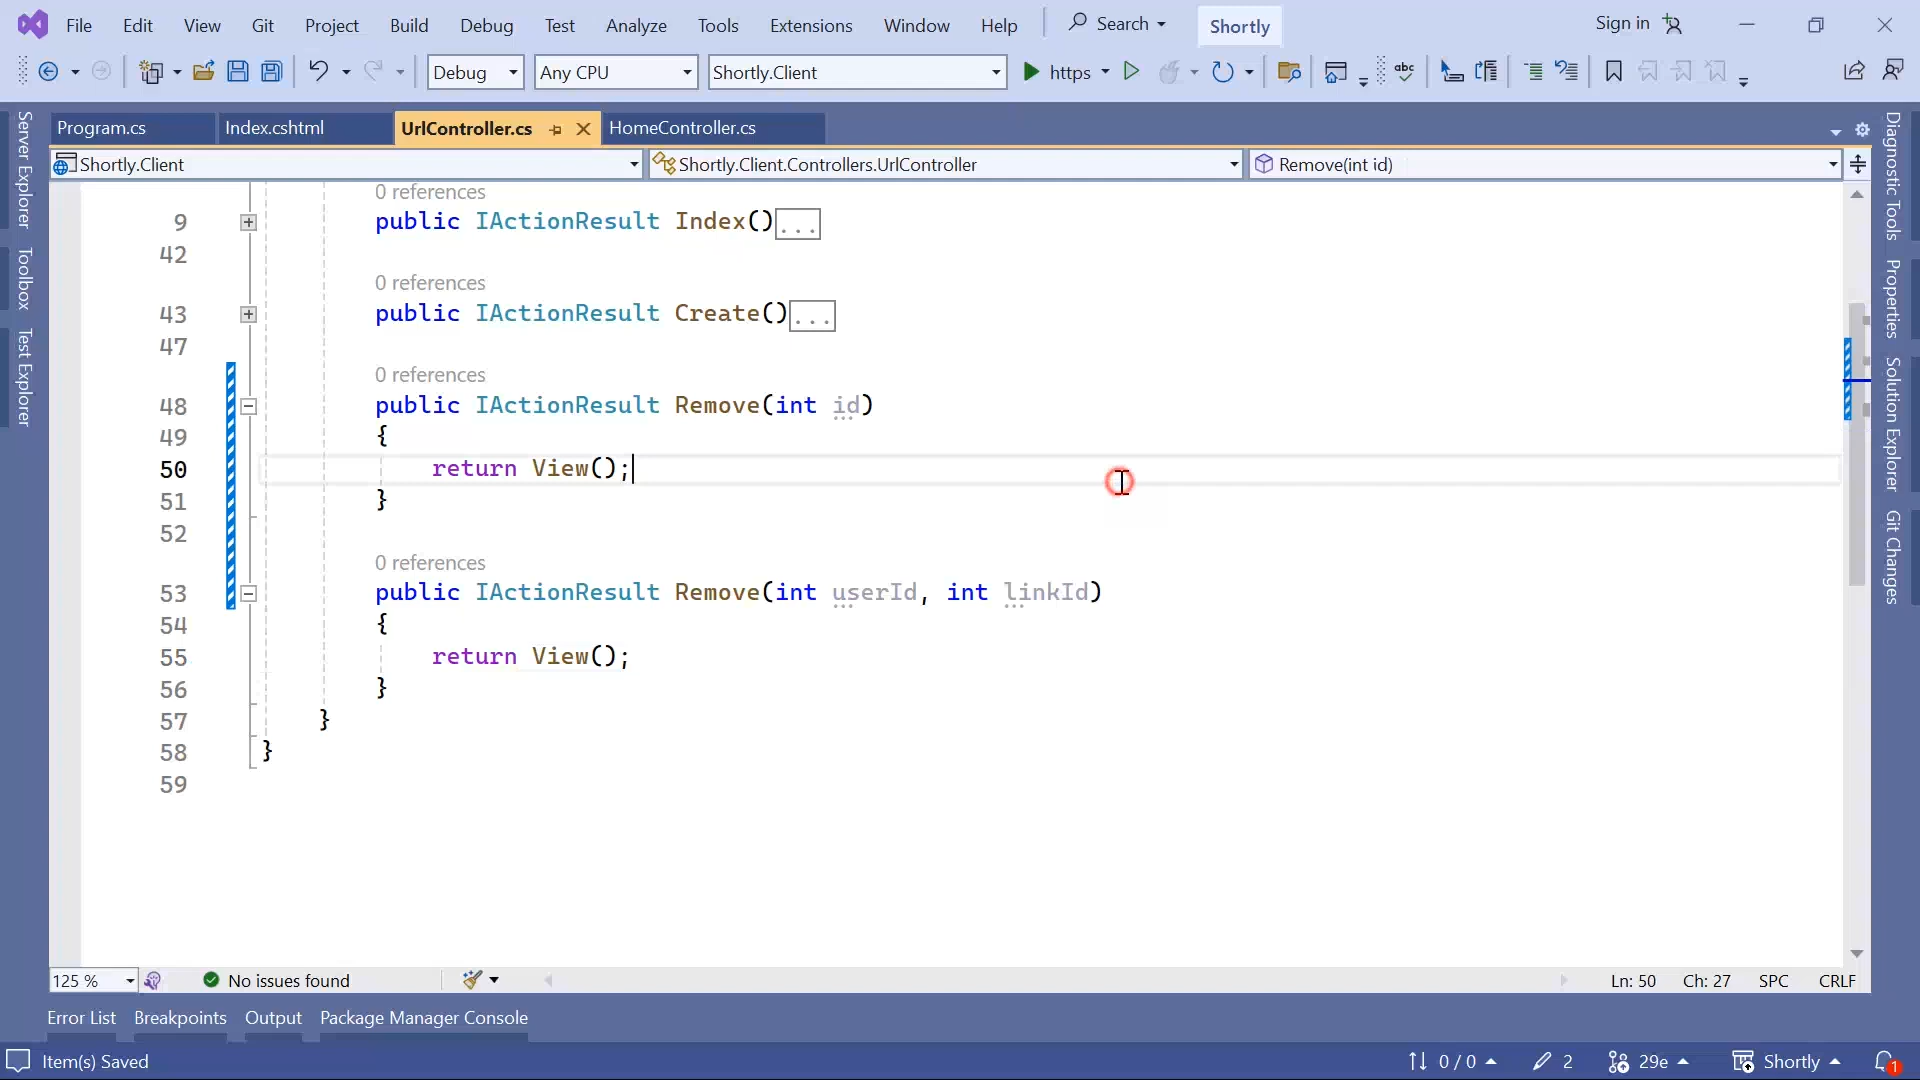 File Edit View Git Project Build Debug Test Analyze Tools Extensions Window Help Search Shortly Sign in
Debug Any CPU Shortly.Client https abc
Program.cs Index.cshtml UrlController.cs HomeController.cs
Shortly.Client Shortly.Client.Controllers.UrlController Remove(int id)
Server Explorer
Toolbox
Test Explorer
0 references
9 public IActionResult Index()...
42
0 references
43 public IActionResult Create()...
47
0 references
48 public IActionResult Remove(int id)
49 {
50 return View();
51 }
52
0 references
53 public IActionResult Remove(int userId, int linkId)
54 {
55 return View();
56 }
57 }
58 }
59
Diagnostic Tools
Properties
Solution Explorer
Git Changes
125 % No issues found Ln: 50 Ch: 27 SPC CRLF
Error List Breakpoints Output Package Manager Console
Item(s) Saved 0 / 0 2 29e Shortly 1